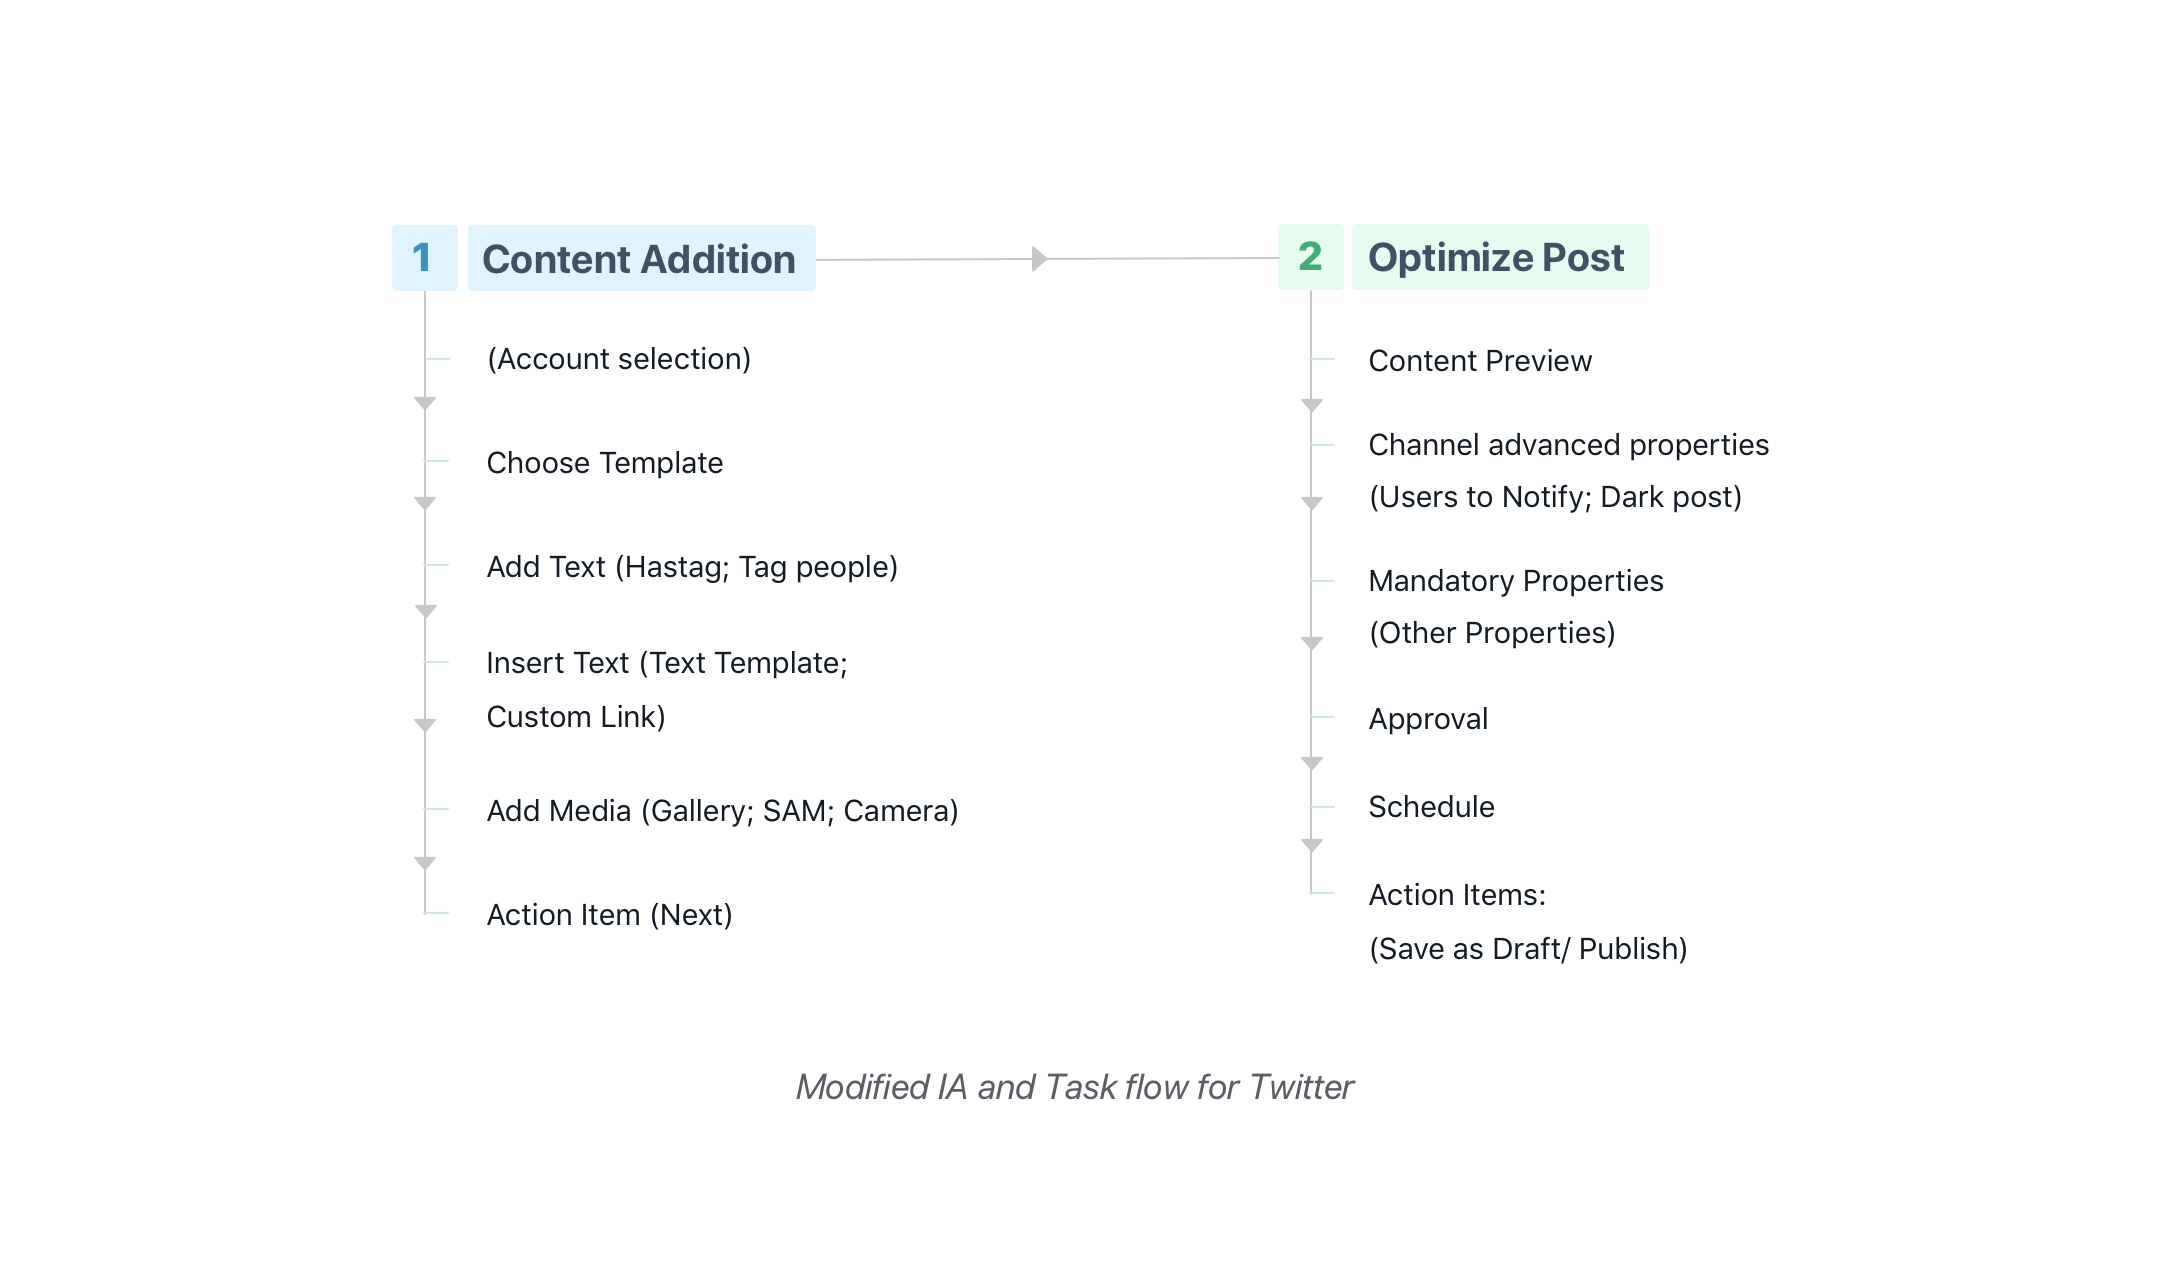 1 Content Addition
(Account selection)
Choose Template
Add Text (Hastag; Tag people)
Insert Text (Text Template;
Custom Link)
Add Media (Gallery; SAM; Camera)
Action Item (Next)
2 Optimize Post
Content Preview
Channel advanced properties
(Users to Notify; Dark post)
Mandatory Properties
(Other Properties)
Approval
Schedule
Action Items:
(Save as Draft/ Publish)
Modified IA and Task flow for Twitter